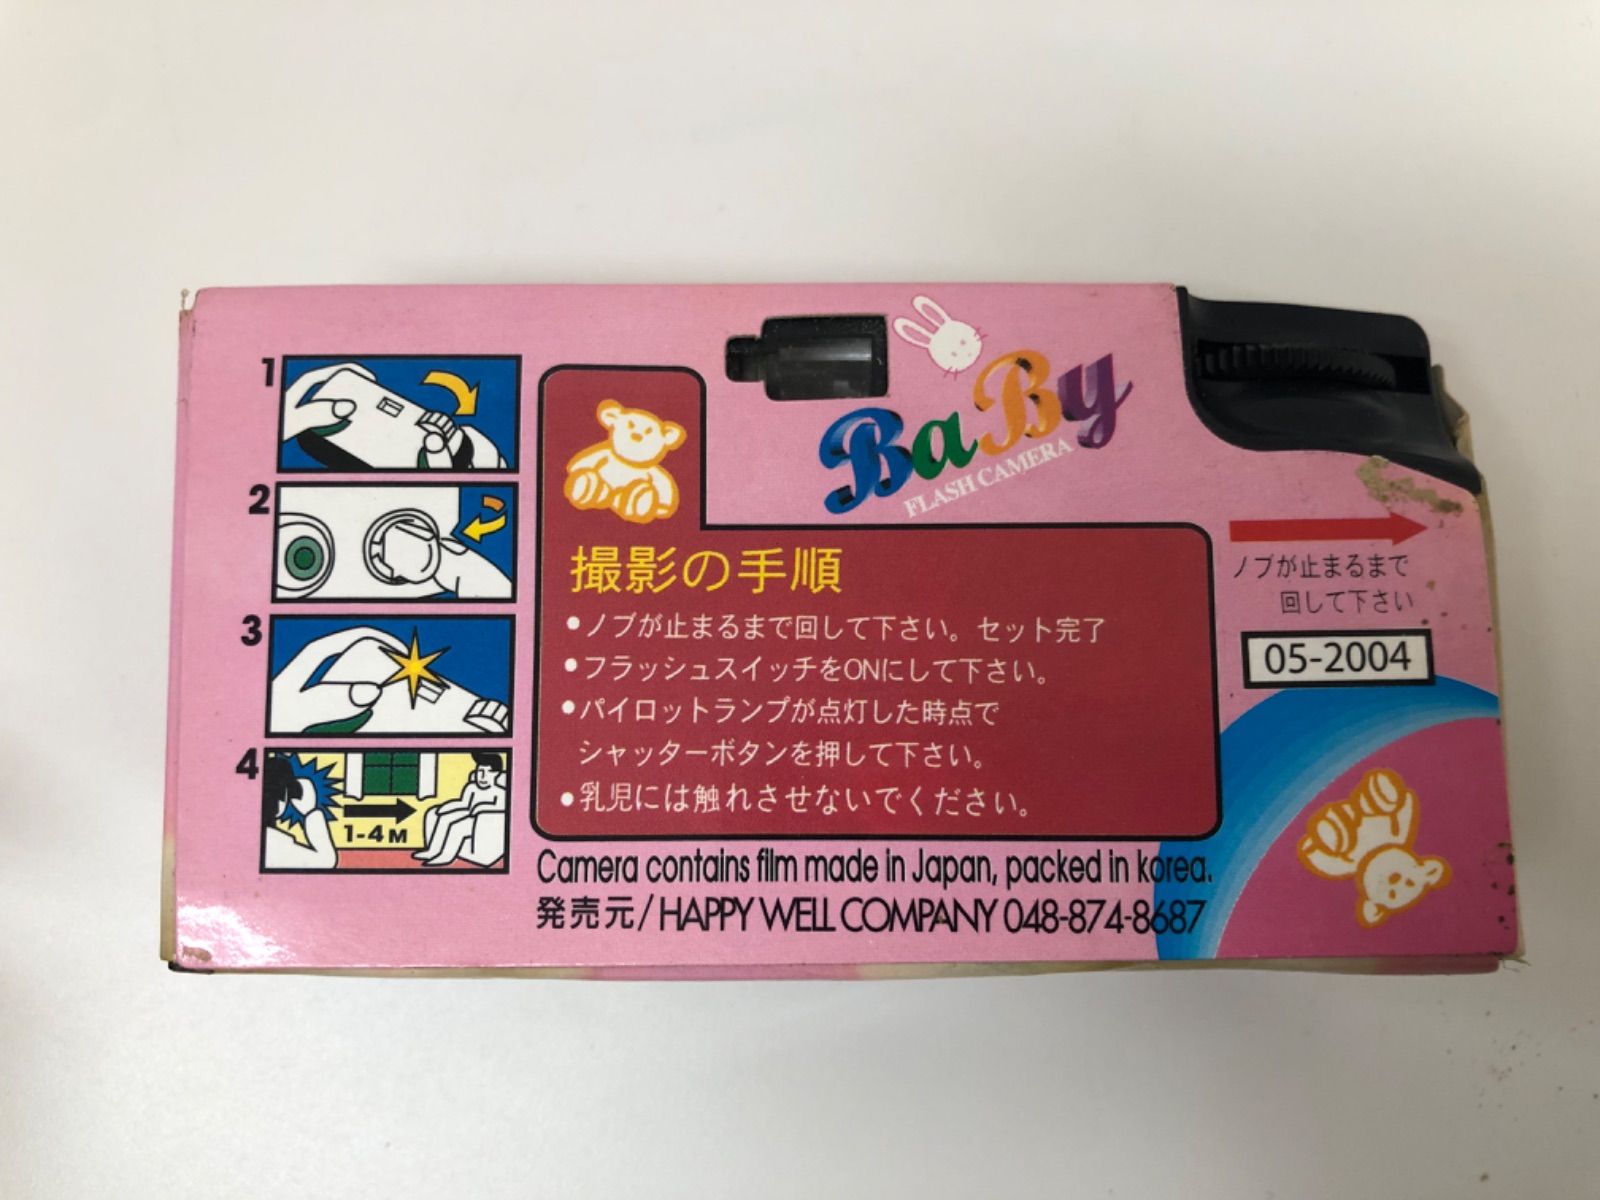 BaBy
FLASH CAMERA
1
2
3
4
1-4M
撮影の手順
•ノブが止まるまで回して下さい。セット完了
•フラッシュスイッチをONにして下さい。
•パイロットランプが点灯した時点で
シャッターボタンを押して下さい。
•乳児には触れさせないでください。
ノブが止まるまで
回して下さい
05-2004
Camera contains film made in Japan, packed in korea.
発売元/HAPPY WELL COMPANY 048-874-8687